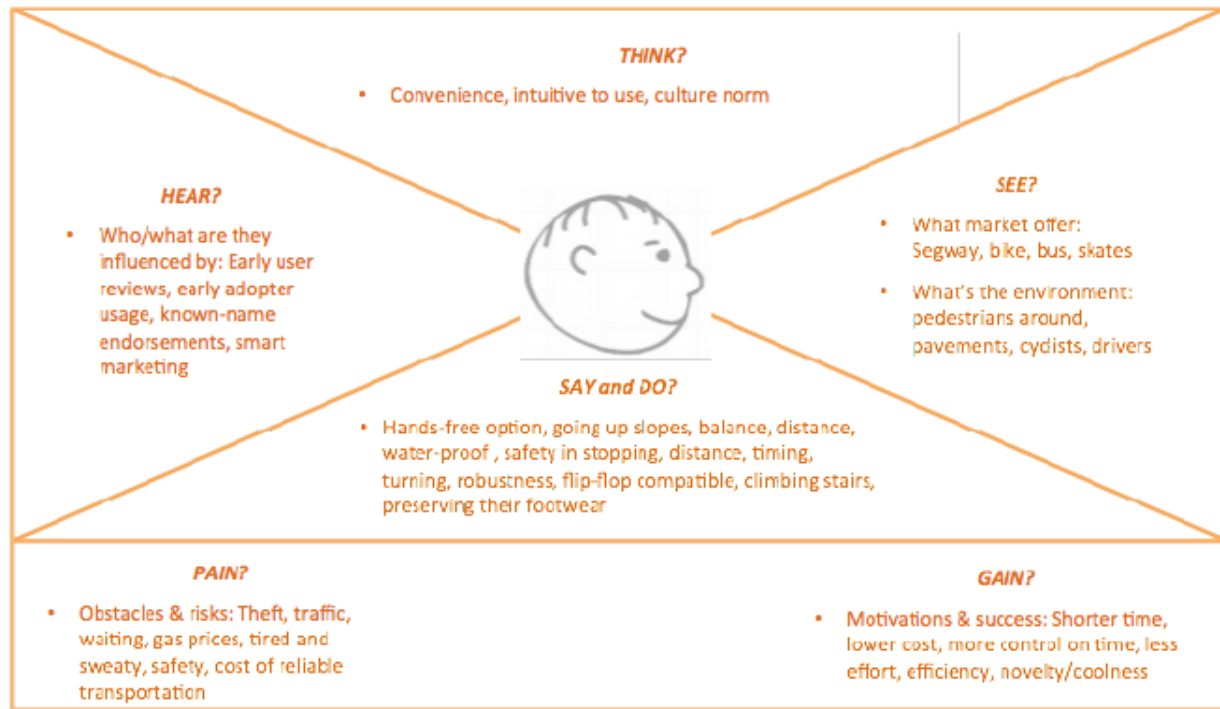 THINK?
• Convenience, intuitive to use, culture norm
HEAR?
• Who/what are they
influenced by: Early user
reviews, early adopter
usage, known-name
endorsements, smart
marketing
SEE?
• What market offer:
Segway, bike, bus, skates
• What's the environment:
pedestrians around,
pavements, cyclists, drivers
SAY and DO?
• Hands-free option, going up slopes, balance, distance,
water-proof , safety in stopping, distance, timing,
turning, robustness, flip-flop compatible, climbing stairs,
preserving their footwear
PAIN?
• Obstacles & risks: Theft, traffic,
waiting, gas prices, tired and
sweaty, safety, cost of reliable
transportation
GAIN?
• Motivations & success: Shorter time,
lower cost, more control on time, less
effort, efficiency, novelty/coolness